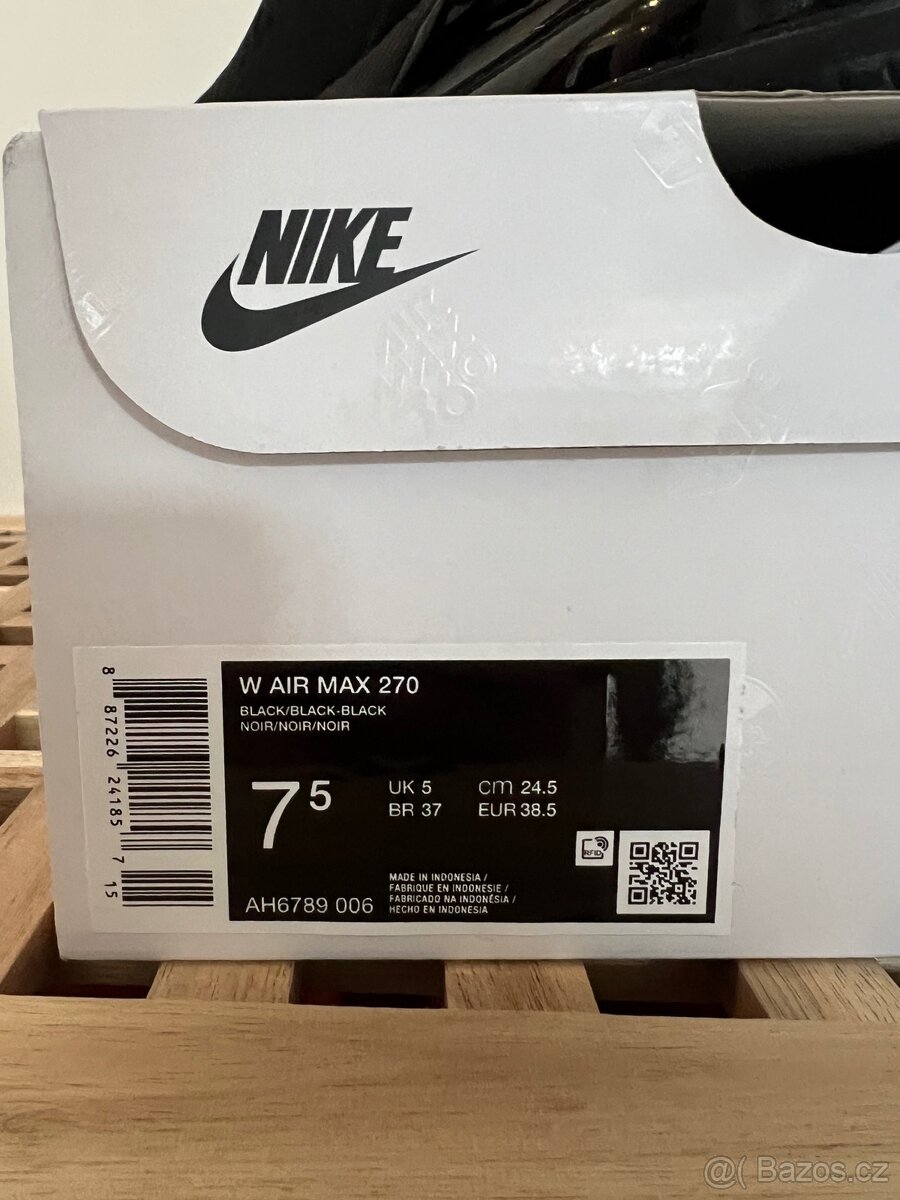 NIKE
W AIR MAX 270
BLACK/BLACK-BLACK
NOIR/NOIR/NOIR
7 5
UK 5 cm 24.5
BR 37 EUR 38.5
RFID
MADE IN INDONESIA /
FABRIQUE EN INDONESIE /
FABRICADO NA INDONÉSIA /
HECHO EN INDONESIA
AH6789 006
8 87226 24185 7 15
@( Bazos.cz